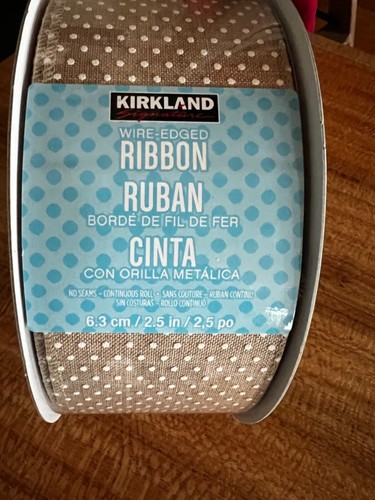 KIRKLAND
Signature
WIRE-EDGED
RIBBON
RUBAN
BORDÉ DE FIL DE FER
CINTA
CON ORILLA METÁLICA
NO SEAMS - CONTINUOUS ROLL • SANS COUTURE - RUBAN CONTINU
SIN COSTURAS - ROLLO CONTINUO
6.3 cm / 2.5 in / 2,5 po